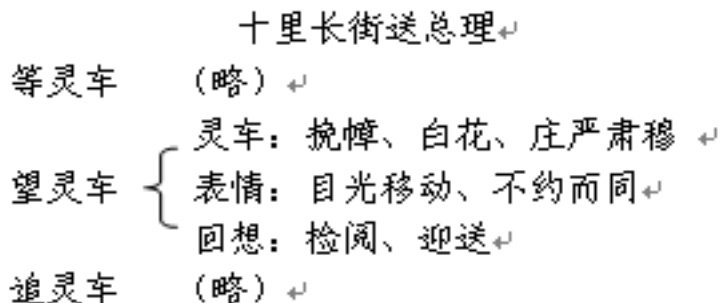 十里长街送总理
等灵车 （略）
灵车：挽幛、白花、庄严肃穆
望灵车 表情：目光移动、不约而同
回想：检阅、迎送
追灵车 （略）